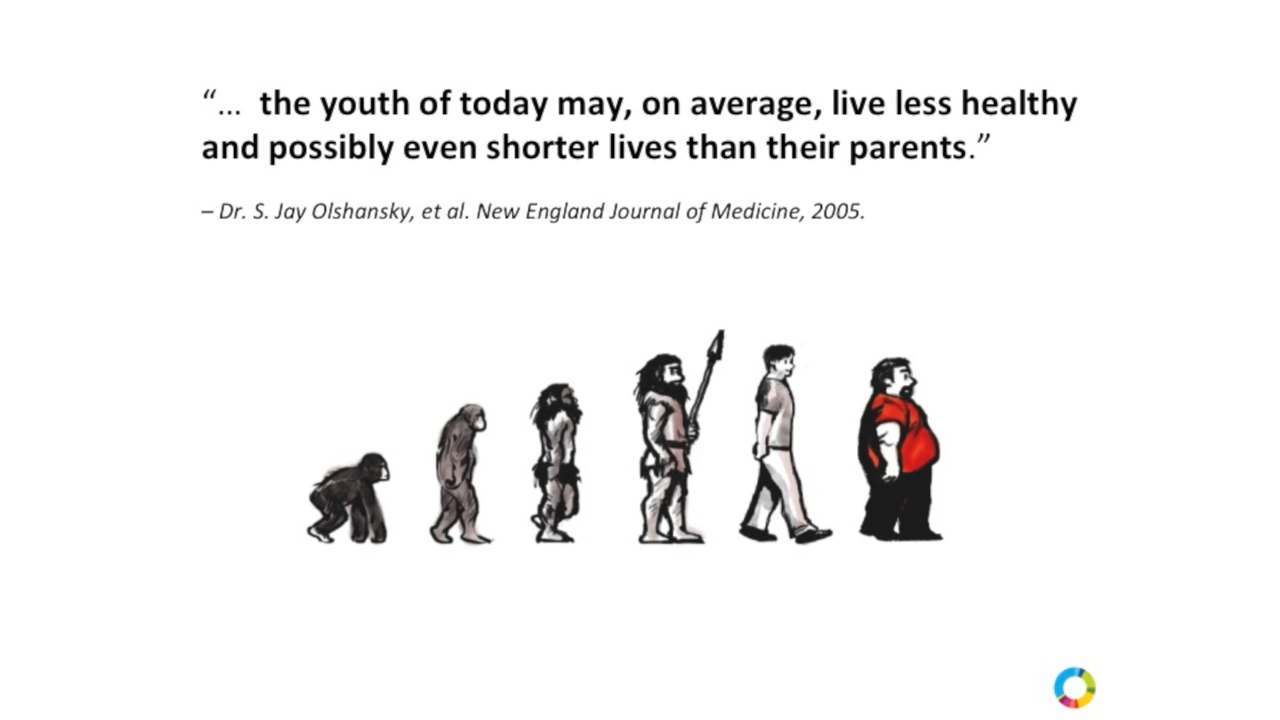 “… the youth of today may, on average, live less healthy
and possibly even shorter lives than their parents.”
– Dr. S. Jay Olshansky, et al. New England Journal of Medicine, 2005.